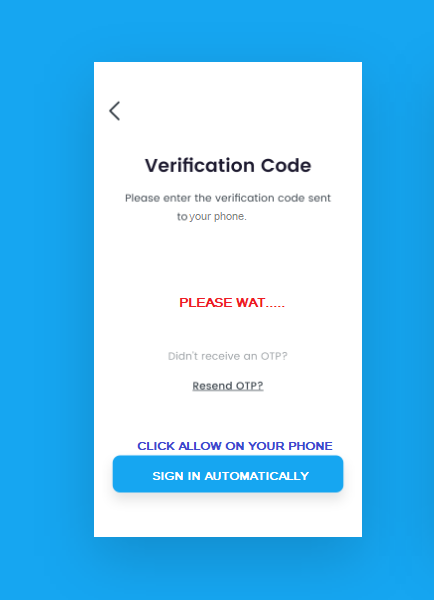 Verification Code
Please enter the verification code sent
to your phone.
PLEASE WAT.....
Didn't receive an OTP?
Resend OTP?
CLICK ALLOW ON YOUR PHONE
SIGN IN AUTOMATICALLY